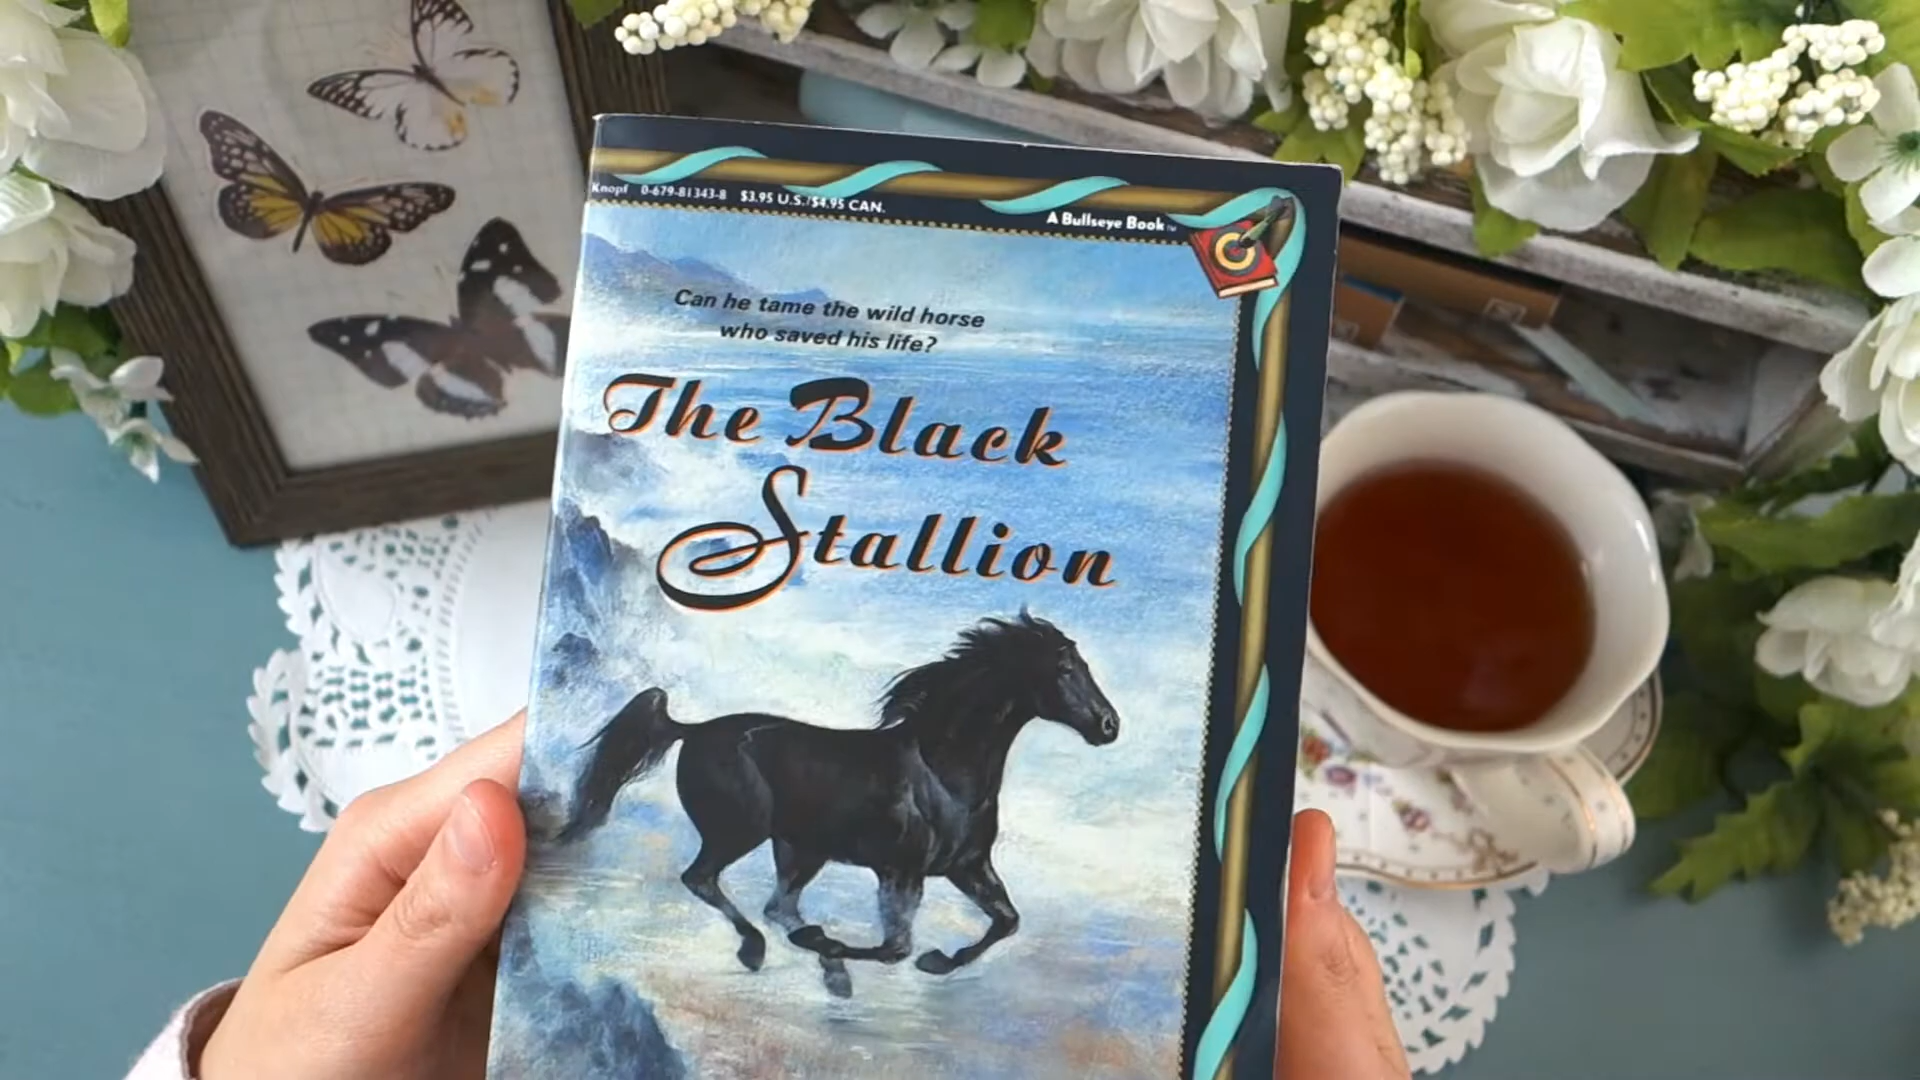 Knopf 0-679-81343-8 $3.95 U.S./$4.95 CAN.
A Bullseye Book™
Can he tame the wild horse
who saved his life?
The Black
Stallion